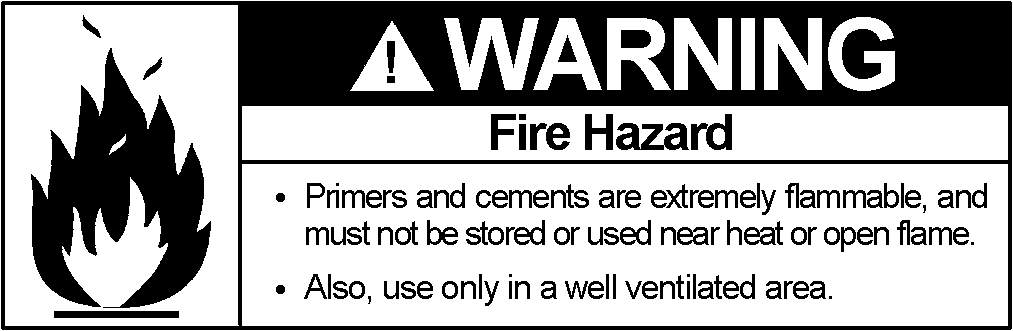 WARNING
Fire Hazard
• Primers and cements are extremely flammable, and
must not be stored or used near heat or open flame.
• Also, use only in a well ventilated area.